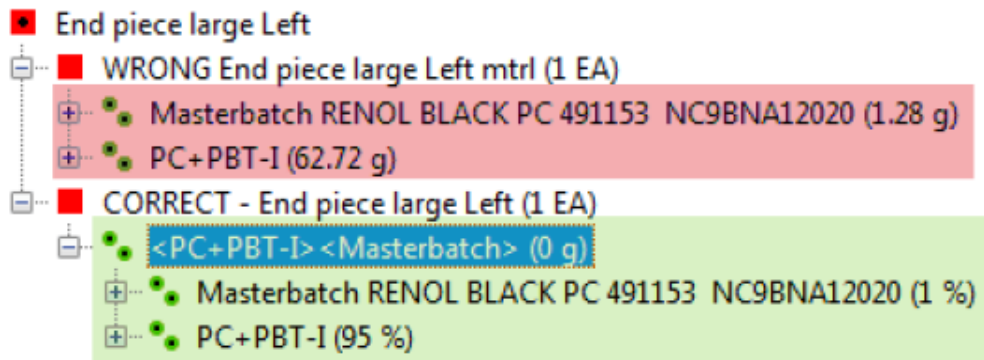 End piece large Left
WRONG End piece large Left mtrl (1 EA)
Masterbatch RENOL BLACK PC 491153 NC9BNA12020 (1.28 g)
PC+PBT-I (62.72 g)
CORRECT - End piece large Left (1 EA)
<PC+PBT-I><Masterbatch> (0 g)
Masterbatch RENOL BLACK PC 491153 NC9BNA12020 (1 %)
PC+PBT-I (95 %)